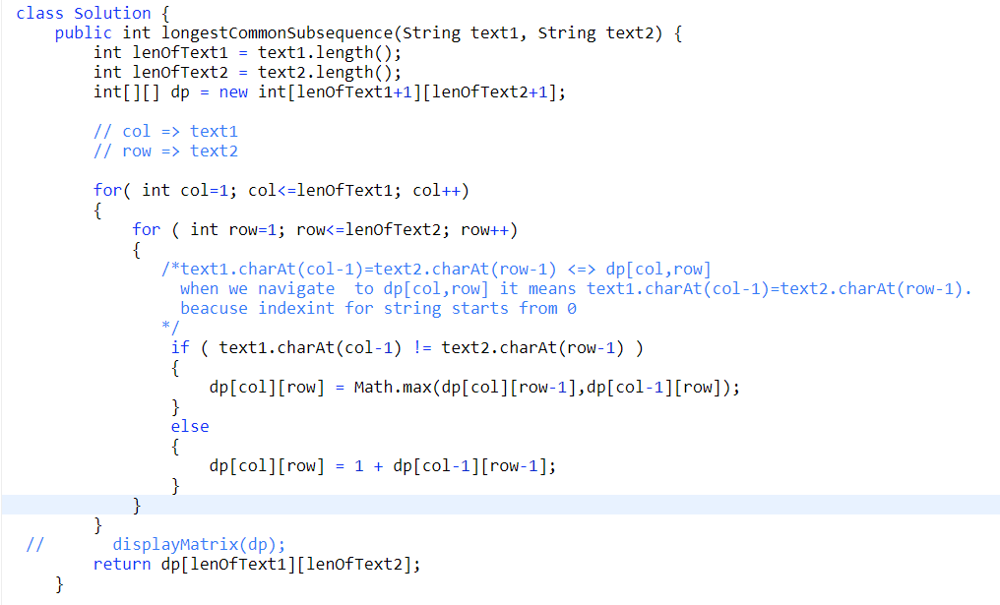 class Solution {
    public int longestCommonSubsequence(String text1, String text2) {
        int lenOfText1 = text1.length();
        int lenOfText2 = text2.length();
        int[][] dp = new int[lenOfText1+1][lenOfText2+1];
        // col => text1
        // row => text2
        for( int col=1; col<=lenOfText1; col++)
        {
            for ( int row=1; row<=lenOfText2; row++)
            {
               /*text1.charAt(col-1)=text2.charAt(row-1) <=> dp[col,row]
                 when we navigate  to dp[col,row] it means text1.charAt(col-1)=text2.charAt(row-1).
                 beacuse indexint for string starts from 0
               */
                if ( text1.charAt(col-1) != text2.charAt(row-1) )
                {
                    dp[col][row] = Math.max(dp[col][row-1],dp[col-1][row]);
                }
                else
                {
                    dp[col][row] = 1 + dp[col-1][row-1];
                }
            }
        }
 //       displayMatrix(dp);
        return dp[lenOfText1][lenOfText2];
    }